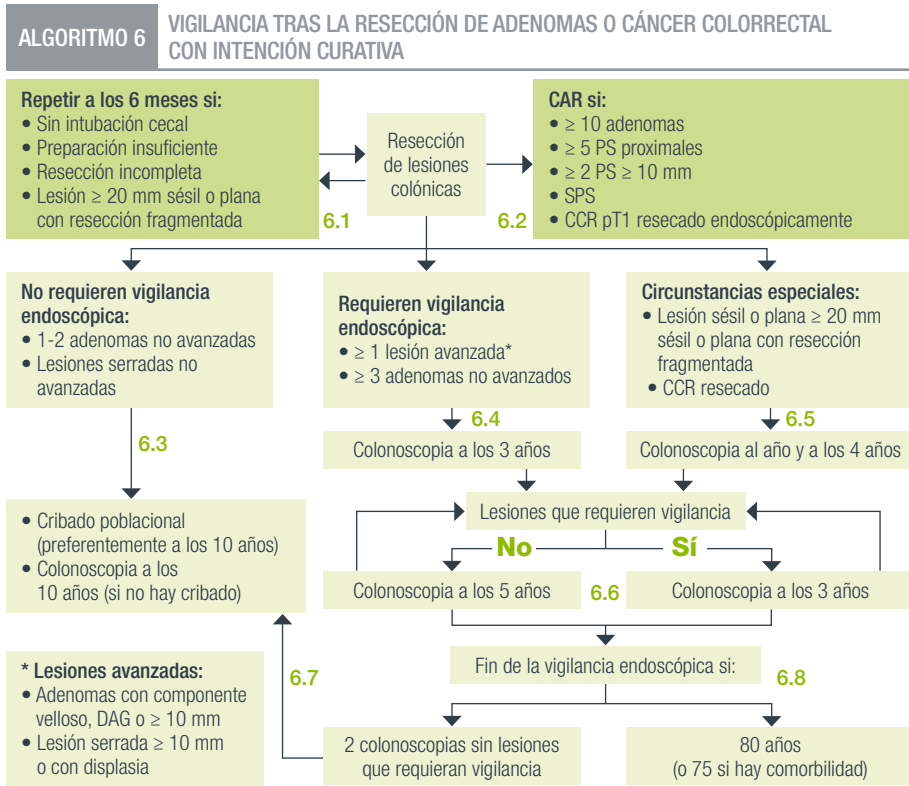 ALGORITMO 6
VIGILANCIA TRAS LA RESECCIÓN DE ADENOMAS O CÁNCER COLORRECTAL
CON INTENCIÓN CURATIVA
Repetir a los 6 meses si:
• Sin intubación cecal
• Preparación insuficiente
• Resección incompleta
• Lesión ≥ 20 mm sésil o plana
con resección fragmentada
6.1
Resección
de lesiones
colónicas
6.2
CAR si:
• ≥ 10 adenomas
• ≥ 5 PS proximales
• ≥ 2 PS ≥ 10 mm
• SPS
• CCR pT1 resecado endoscópicamente
No requieren vigilancia
endoscópica:
• 1-2 adenomas no avanzadas
• Lesiones serradas no
avanzadas
Requieren vigilancia
endoscópica:
• ≥ 1 lesión avanzada*
• ≥ 3 adenomas no avanzados
Circunstancias especiales:
• Lesión sésil o plana ≥ 20 mm
sésil o plana con resección
fragmentada
• CCR resecado
6.3
6.4
6.5
Colonoscopia a los 3 años
Colonoscopia al año y a los 4 años
• Cribado poblacional
(preferentemente a los 10 años)
• Colonoscopia a los
10 años (si no hay cribado)
Lesiones que requieren vigilancia
No
Sí
Colonoscopia a los 5 años
6.6
Colonoscopia a los 3 años
* Lesiones avanzadas:
• Adenomas con componente
velloso, DAG o ≥ 10 mm
• Lesión serrada ≥ 10 mm
o con displasia
6.7
Fin de la vigilancia endoscópica si:
6.8
2 colonoscopias sin lesiones
que requieran vigilancia
80 años
(o 75 si hay comorbilidad)